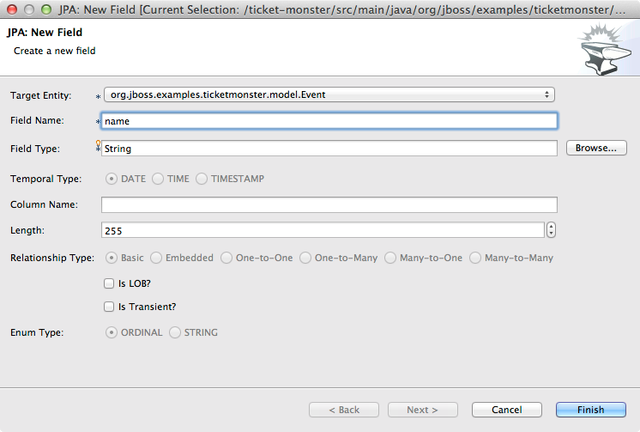 JPA: New Field [Current Selection: /ticket-monster/src/main/java/org/jboss/examples/ticketmonster/...
JPA: New Field
Create a new field
Target Entity: * org.jboss.examples.ticketmonster.model.Event
Field Name: * name
Field Type: * String Browse...
Temporal Type: DATE TIME TIMESTAMP
Column Name:
Length: 255
Relationship Type: Basic Embedded One-to-One One-to-Many Many-to-One Many-to-Many
Is LOB?
Is Transient?
Enum Type: ORDINAL STRING
< Back Next > Cancel Finish